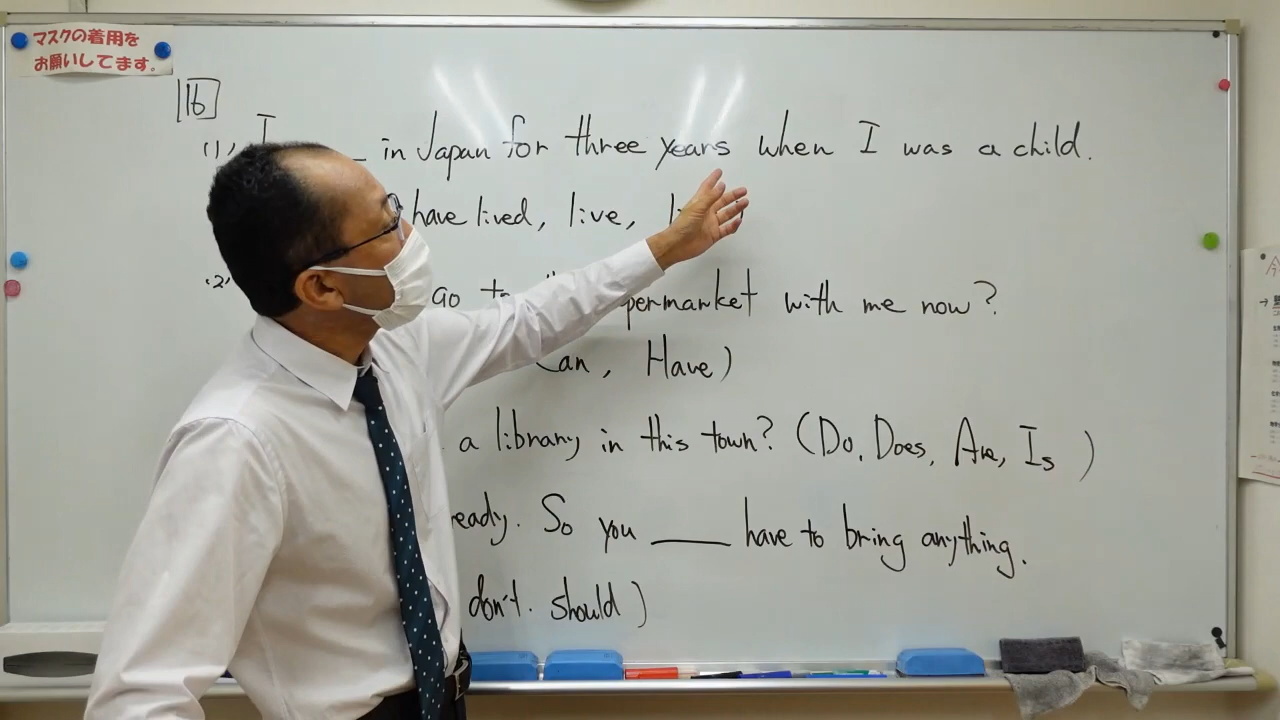 マスクの着用を
お願いしてます。
16
(1) I _ in Japan for three years when I was a child.
have lived, live,
(2) go to permarket with me now?
an, Have)
a library in this town? (Do, Does, Are, Is )
ready. So you ____ have to bring anything.
don't. should)